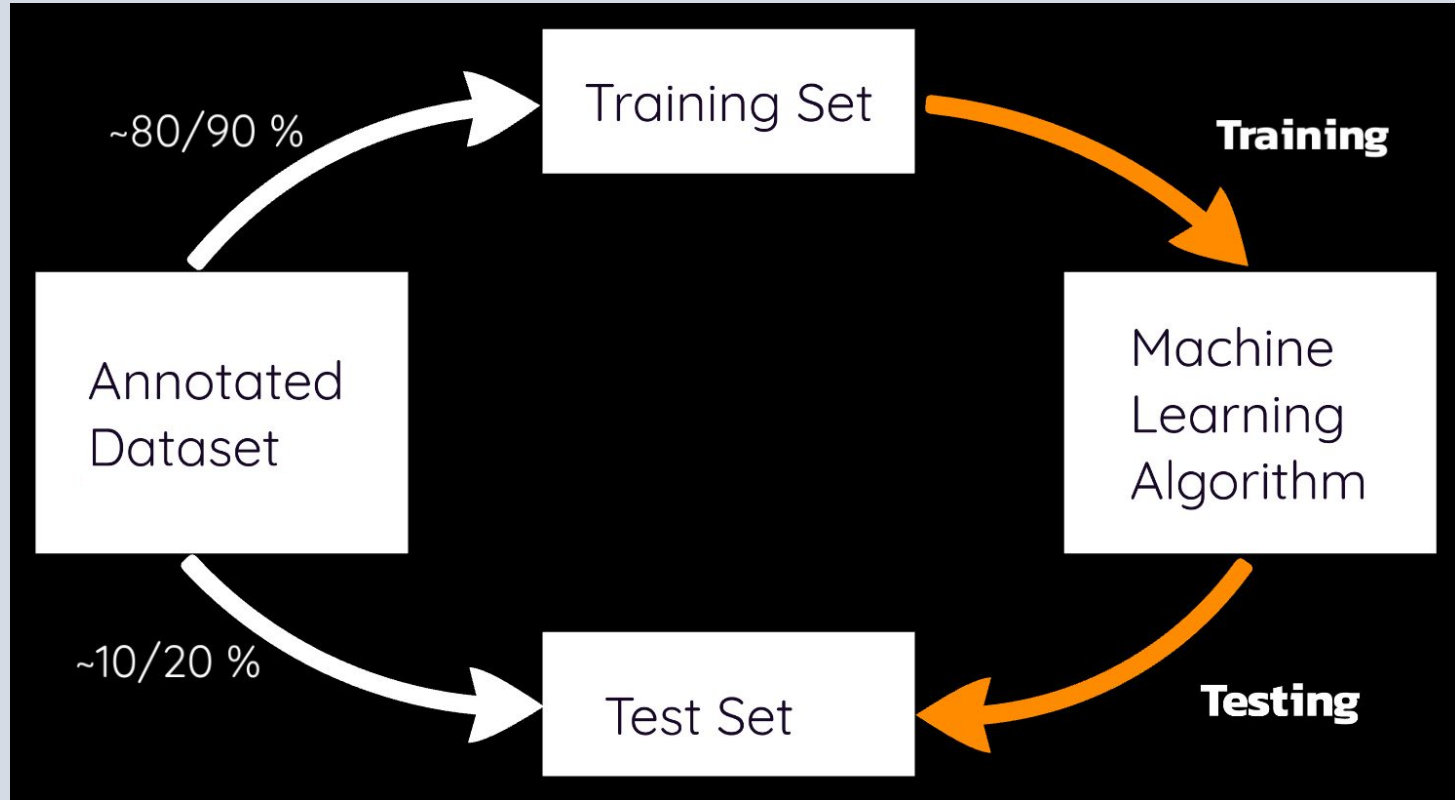 Training Set
~80/90 %
Training
Annotated
Dataset
Machine
Learning
Algorithm
~10/20 %
Test Set
Testing